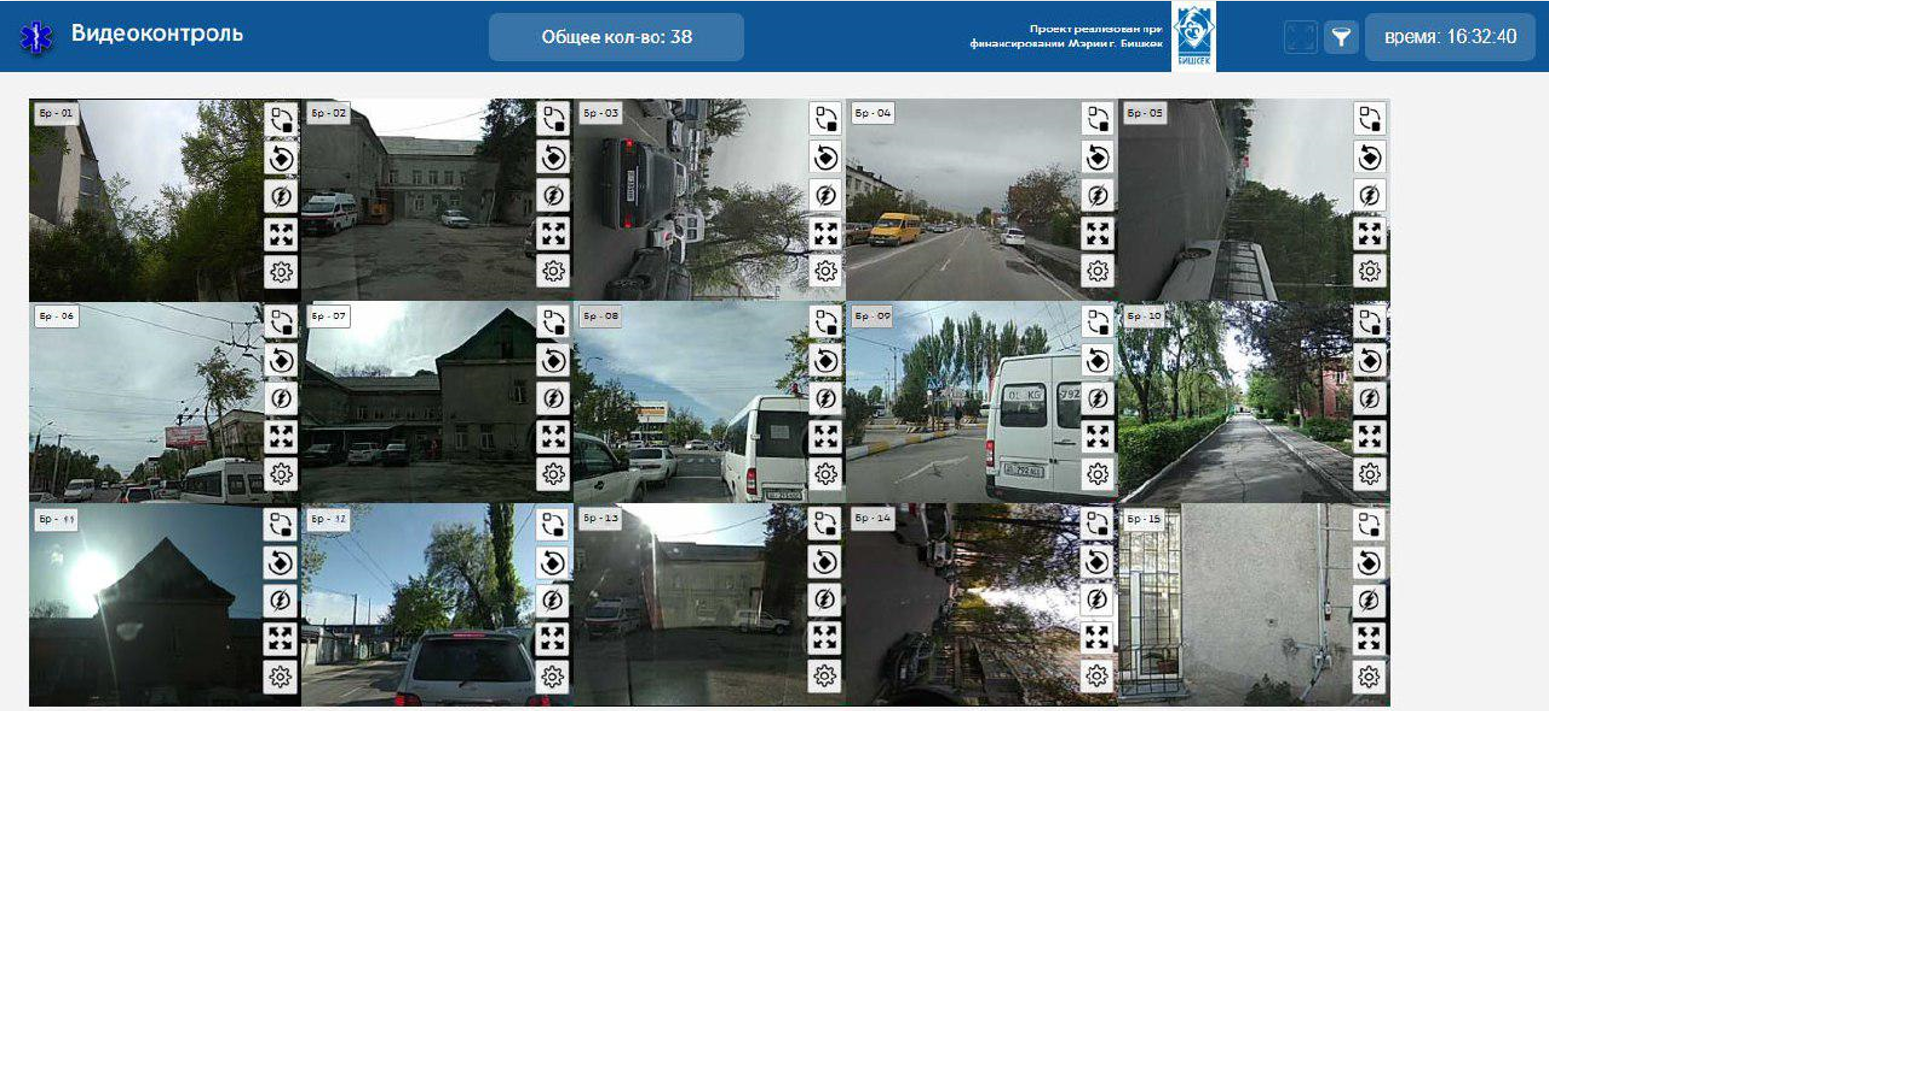 Видеоконтроль
Общее кол-во: 38
Проект реализован при
финансировании Мэрии г. Бишкек
БИШКЕК
время: 16:32:40
Бр - 01
Бр - 02
Бр - 03
Бр - 04
Бр - 05
Бр - 06
Бр - 07
Бр - 08
Бр - 09
Бр - 10
01 KG
792
792
Бр - 11
Бр - 12
Бр - 13
Бр - 14
Бр - 15